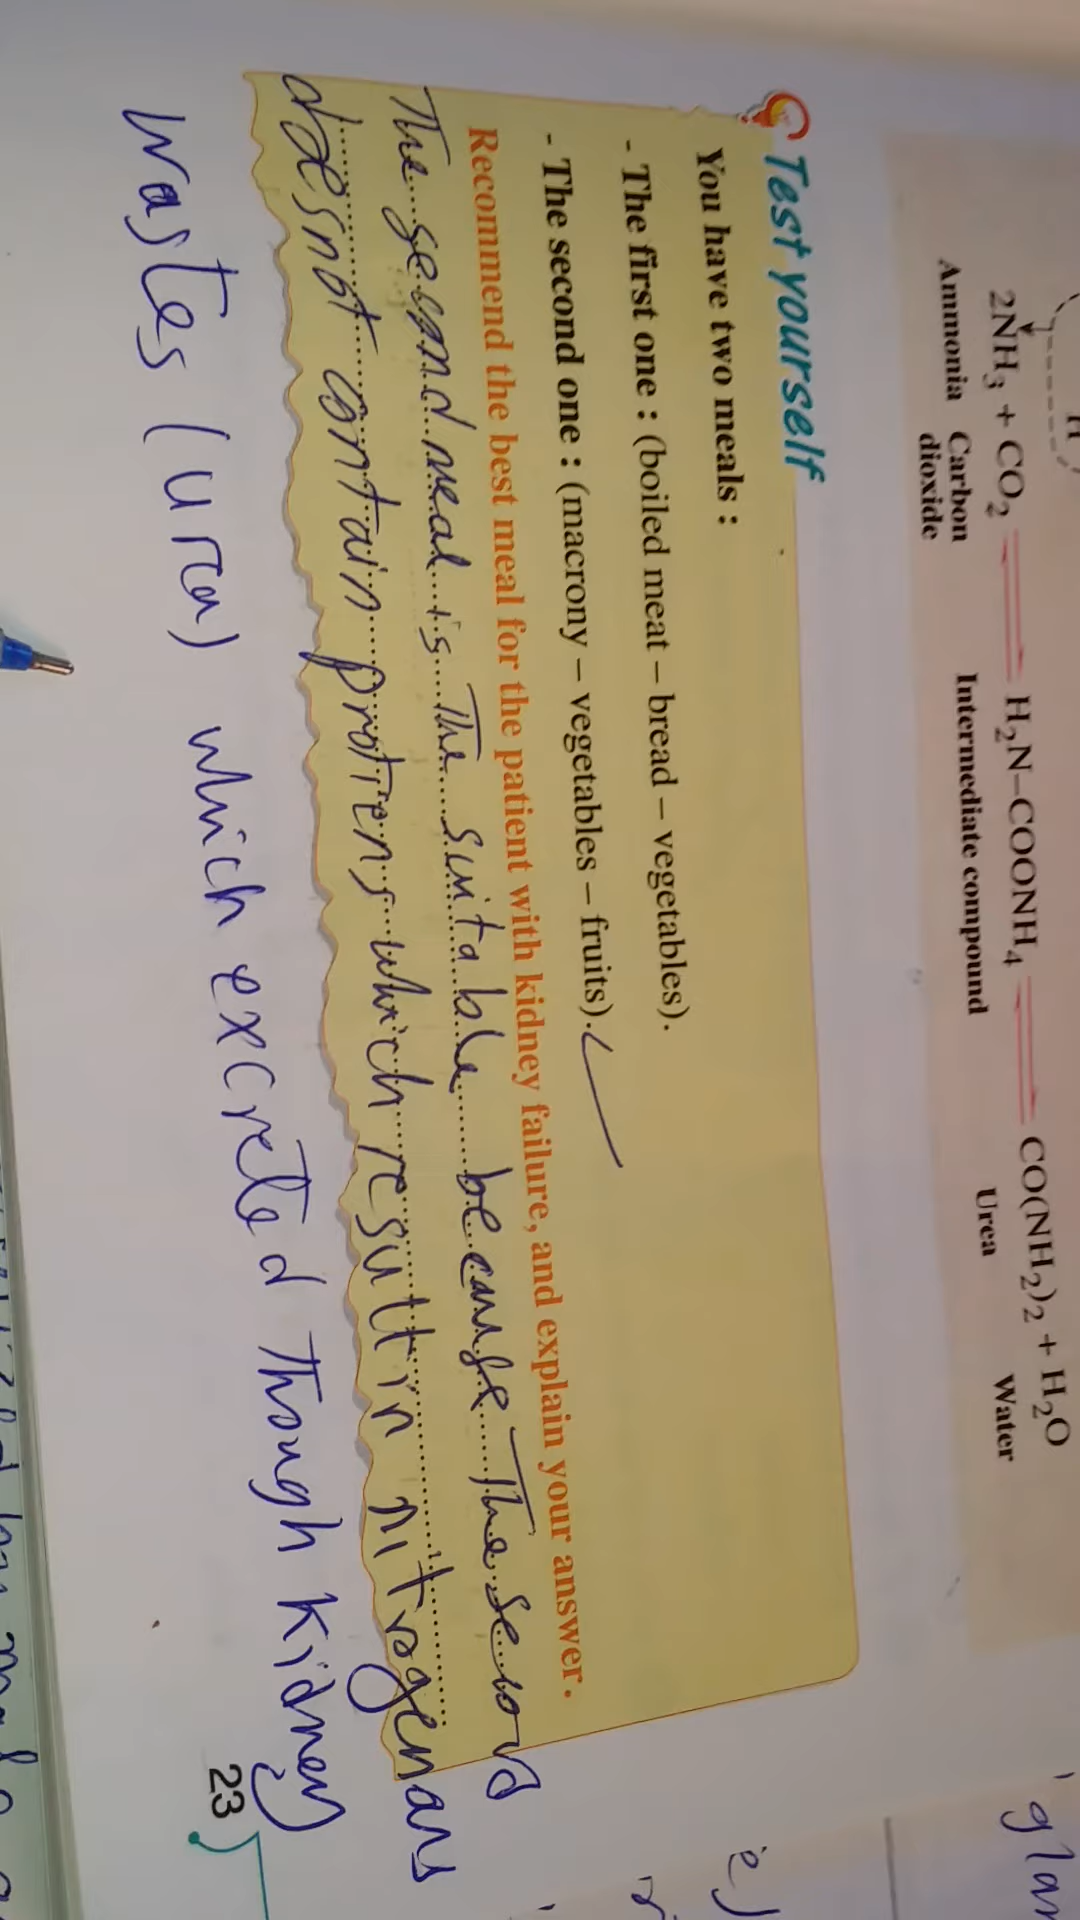 H
2NH₃ + CO₂ ⇌ H₂N–COONH₄ ⇌ CO(NH₂)₂ + H₂O
Ammonia Carbon dioxide Intermediate compound Urea Water
Test yourself
You have two meals :
- The first one : (boiled meat – bread – vegetables).
- The second one : (macrony – vegetables – fruits).
Recommend the best meal for the patient with kidney failure, and explain your answer.
The second meal is The suitable because The second
doesnot contain protiens which result in nitrogenous
wastes (urea) which excreted though kidney
23
glan